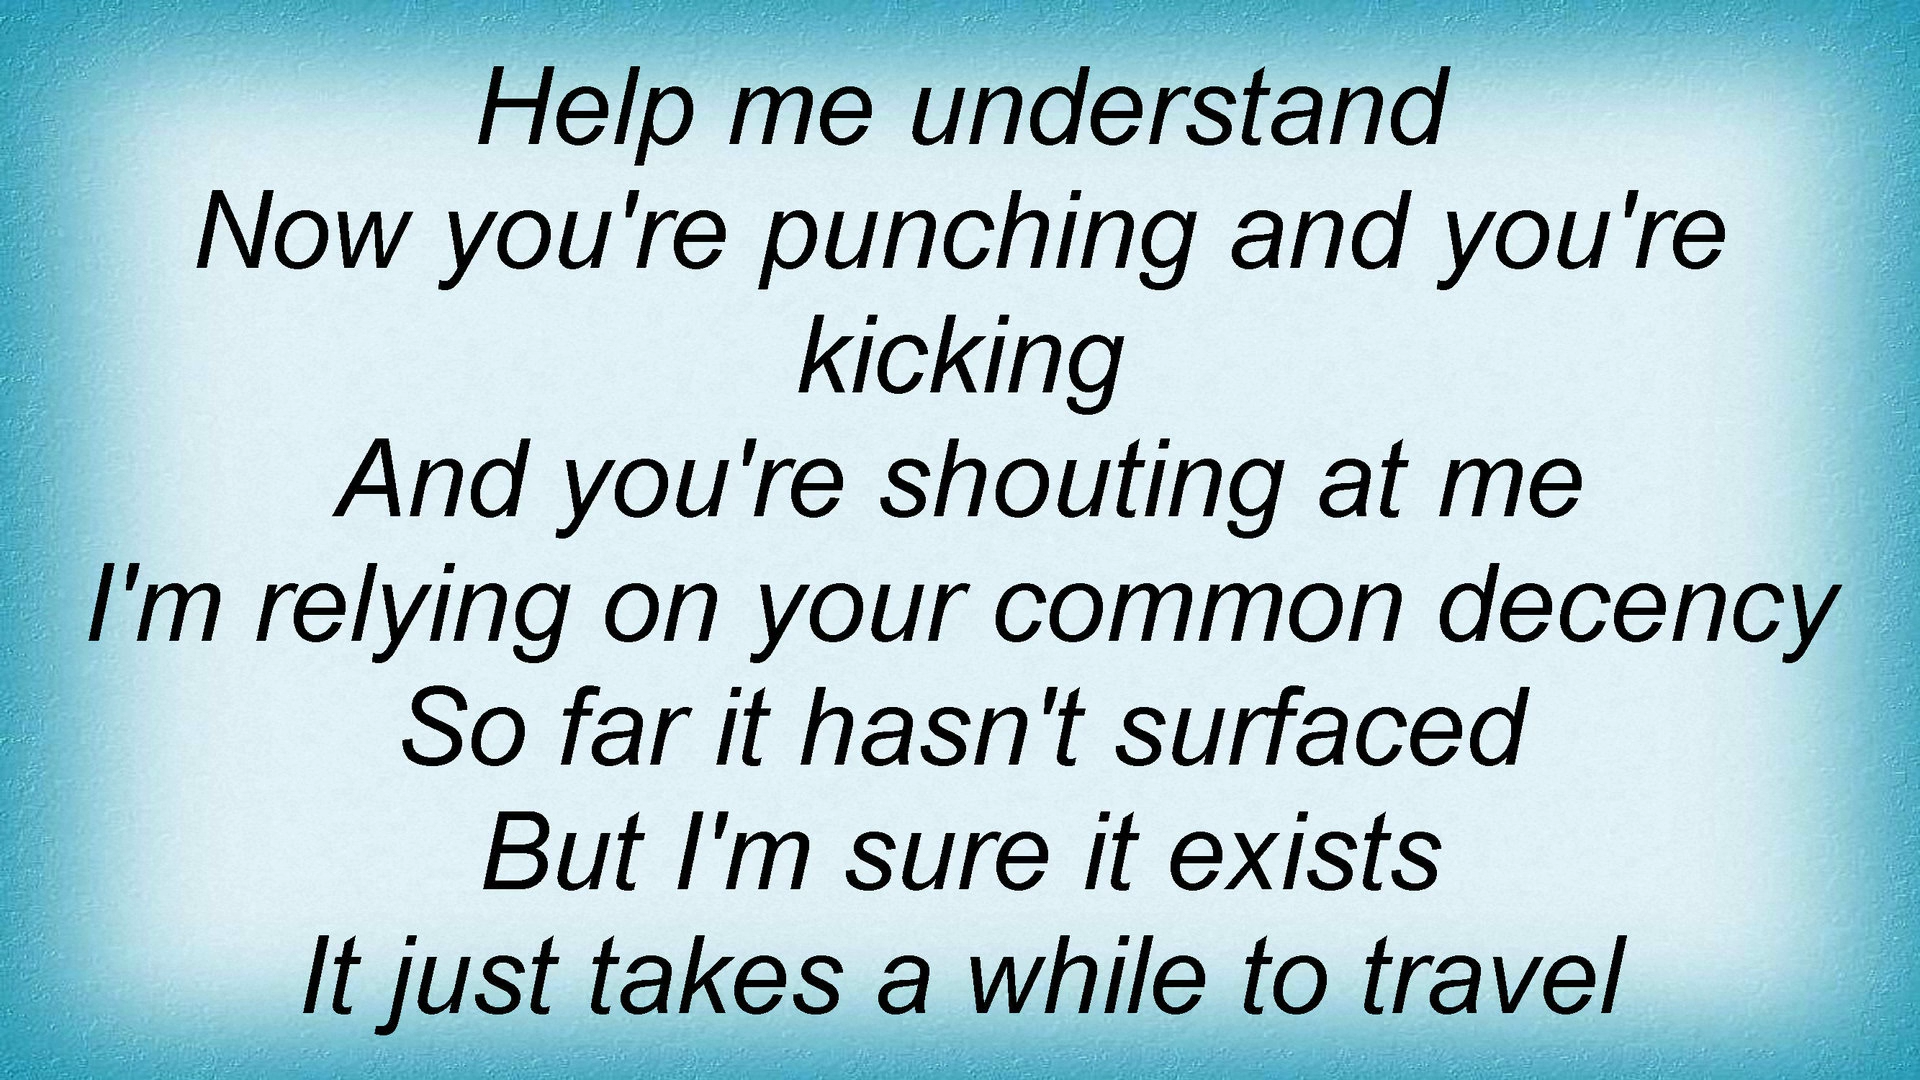 Help me understand
Now you're punching and you're
kicking
And you're shouting at me
I'm relying on your common decency
So far it hasn't surfaced
But I'm sure it exists
It just takes a while to travel